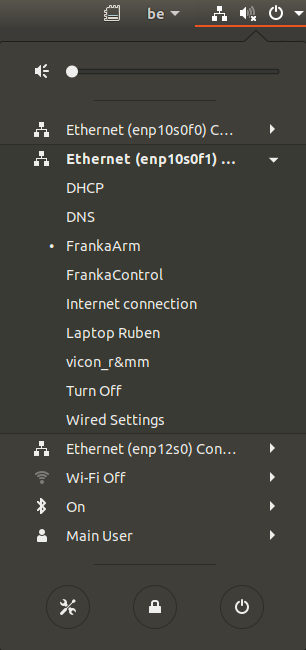 be
Ethernet (enp10s0f0) C…
Ethernet (enp10s0f1) …
DHCP
DNS
FrankaArm
FrankaControl
Internet connection
Laptop Ruben
vicon_r&mm
Turn Off
Wired Settings
Ethernet (enp12s0) Con…
Wi-Fi Off
On
Main User